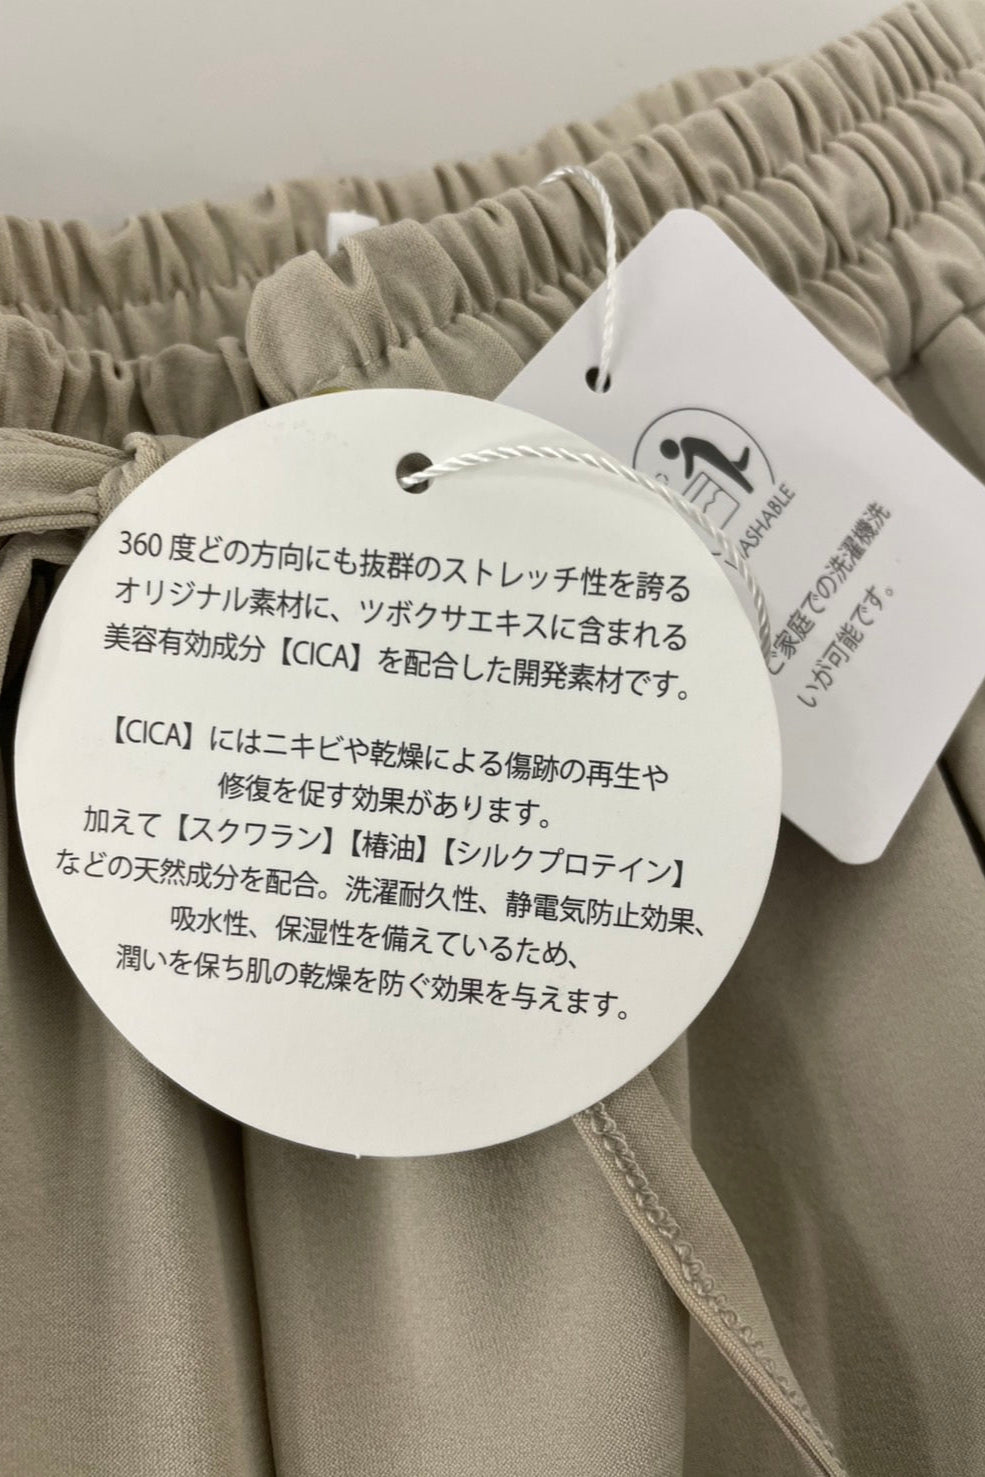 360 度どの方向にも抜群のストレッチ性を誇る
オリジナル素材に、ツボクサエキスに含まれる
美容有効成分【CICA】を配合した開発素材です。
【CICA】にはニキビや乾燥による傷跡の再生や
修復を促す効果があります。
加えて【スクワラン】【椿油】【シルクプロテイン】
などの天然成分を配合。洗濯耐久性、静電気防止効果、
吸水性、保湿性を備えているため、
潤いを保ち肌の乾燥を防ぐ効果を与えます。
ASHABLE
ご家庭での洗濯機洗
いが可能です。